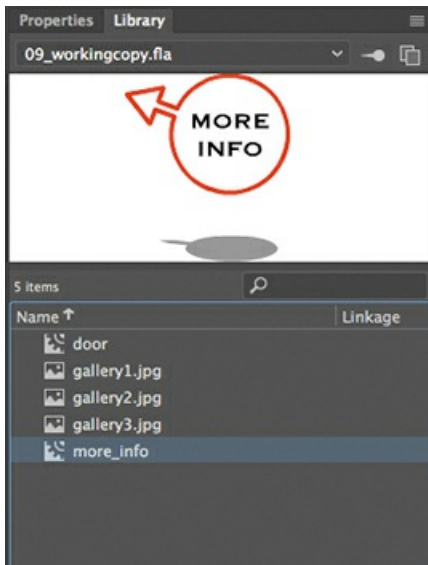 Properties Library
09_workingcopy.fla
MORE
INFO
5 items
Name Linkage
door
gallery1.jpg
gallery2.jpg
gallery3.jpg
more_info